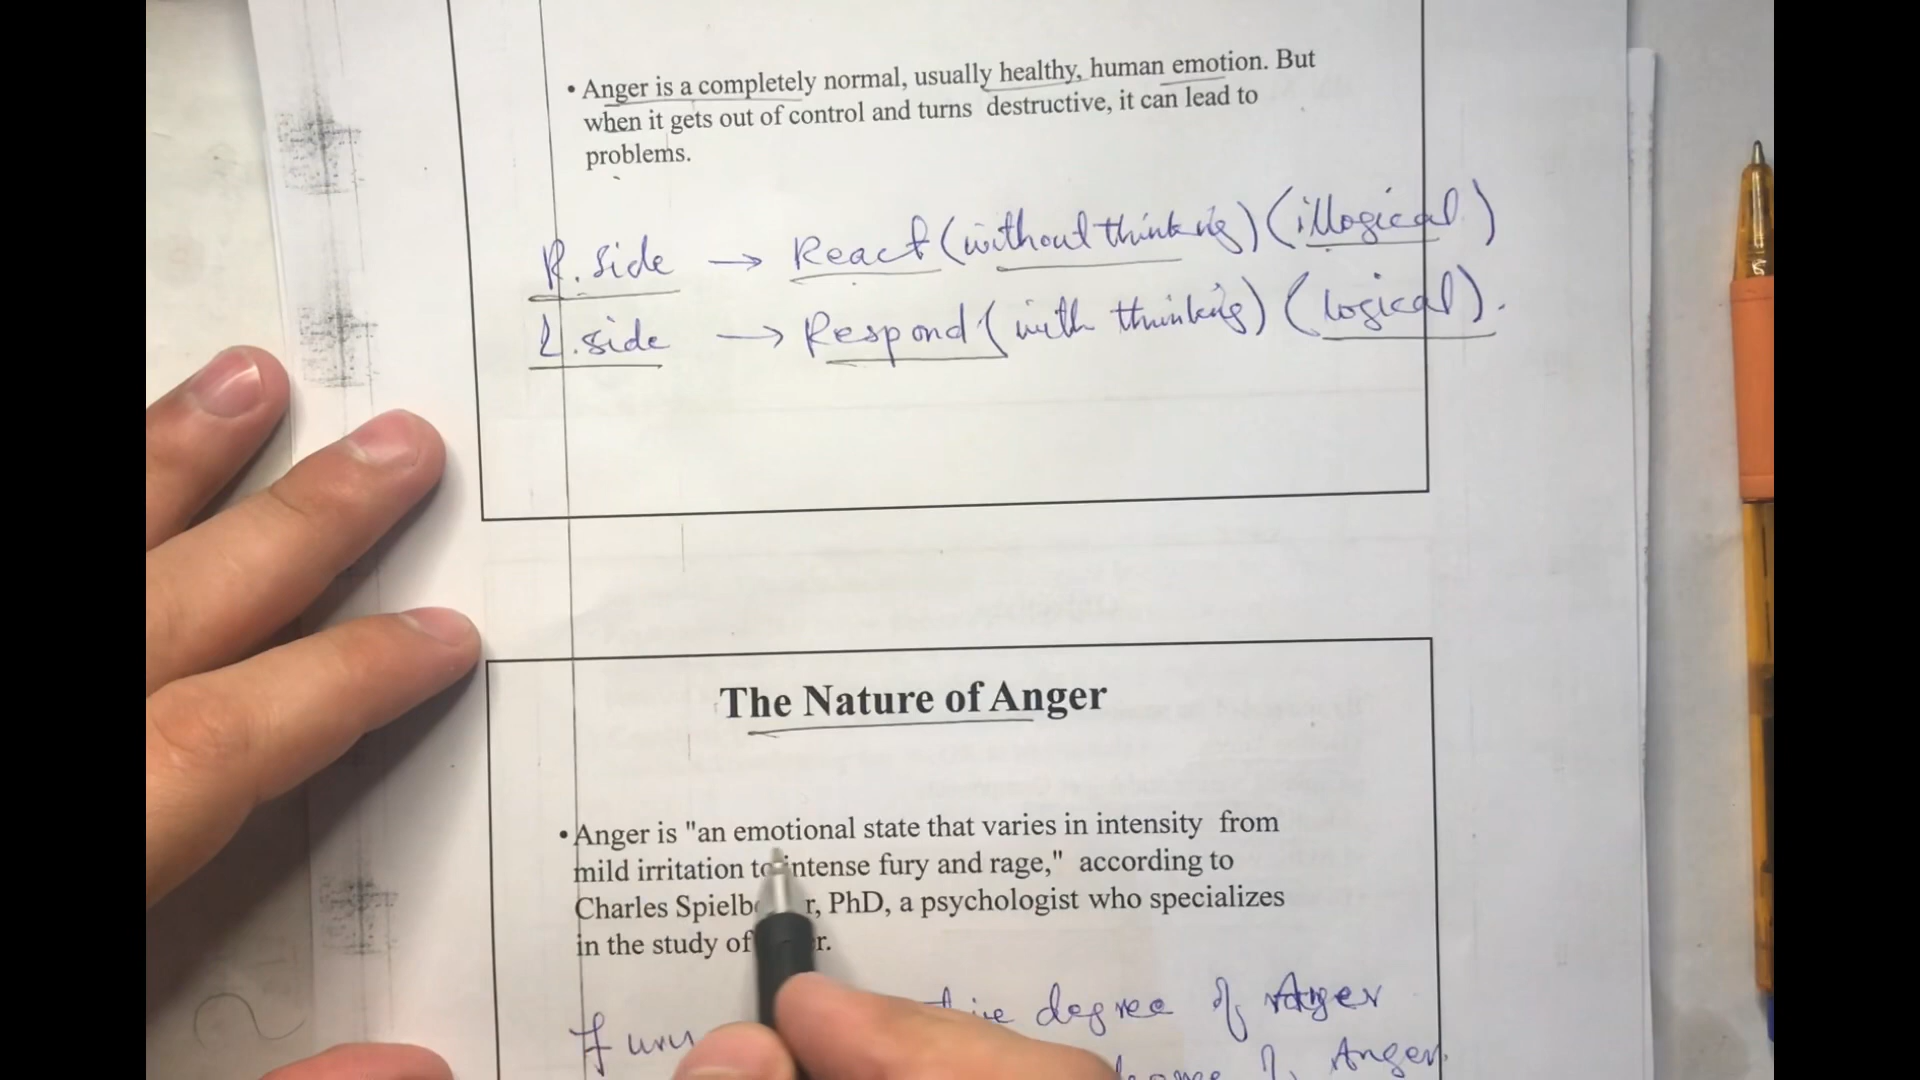 • Anger is a completely normal, usually healthy, human emotion. But
when it gets out of control and turns destructive, it can lead to
problems.
R. side → React (without thinking) (illogical)
L. side → Respond (with thinking) (logical).
The Nature of Anger
• Anger is "an emotional state that varies in intensity from
mild irritation to intense fury and rage," according to
Charles PhD, a psychologist who specializes
in the study of
degree of Anger
Anger